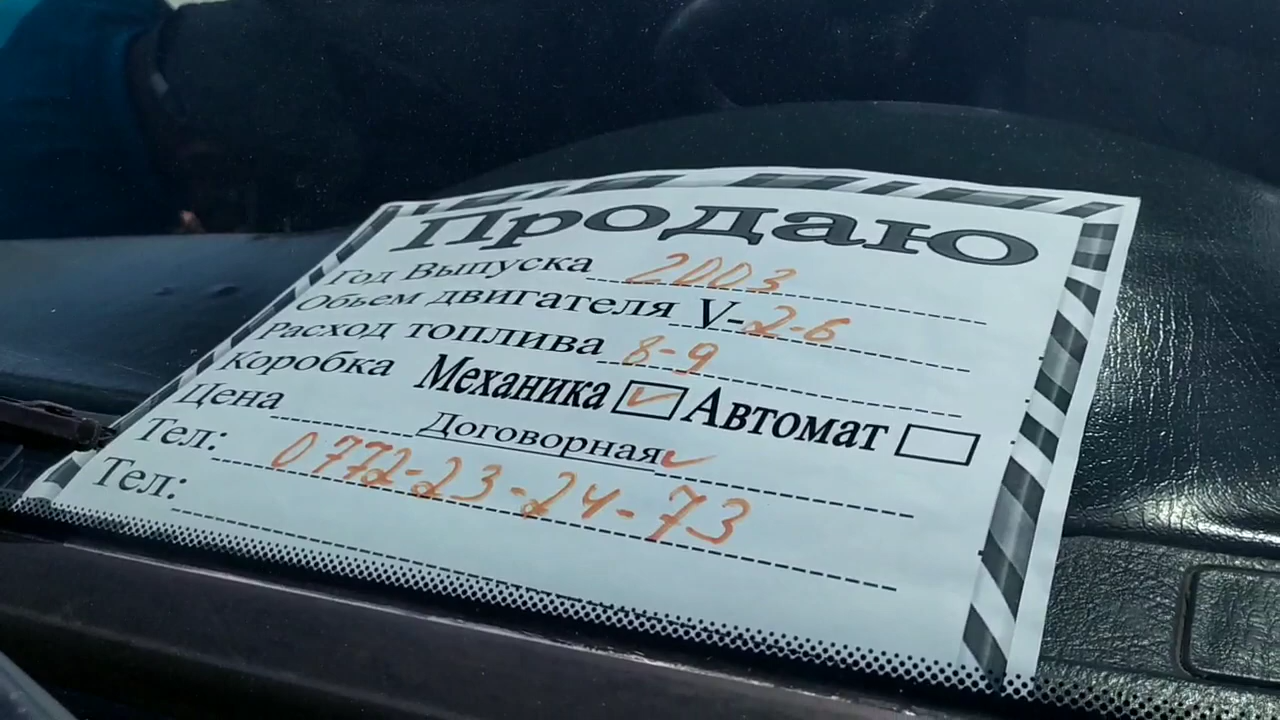 Продаю
Год Выпуска 2003
Обьем двигателя V-2-6
Расход топлива 8-9
Коробка Механика ✓ Автомат
Цена Договорная ✓
Тел: 0772-23-24-73
Тел: